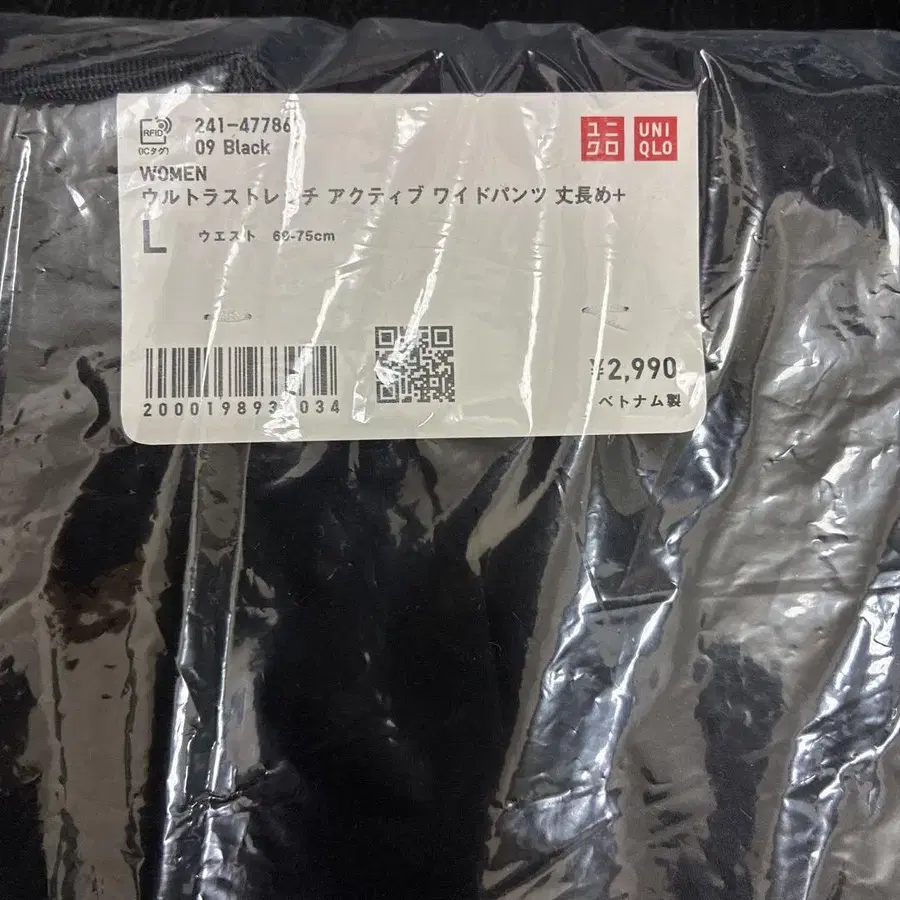 RFID
(ICタグ)
241-47786
09 Black
ユニクロ
UNIQLO
WOMEN
ウルトラストレッチ アクティブ ワイドパンツ 丈長め+
L
ウエスト 69-75cm
¥2,990
ベトナム製